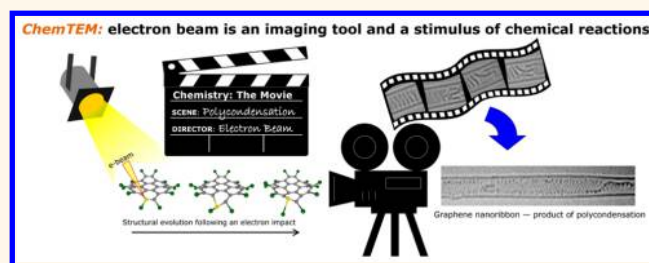 ChemTEM: electron beam is an imaging tool and a stimulus of chemical reactions
Chemistry: The Movie
SCENE: Polycondensation
DIRECTOR: Electron Beam
e-beam
Structural evolution following an electron impact
Graphene nanoribbon — product of polycondensation